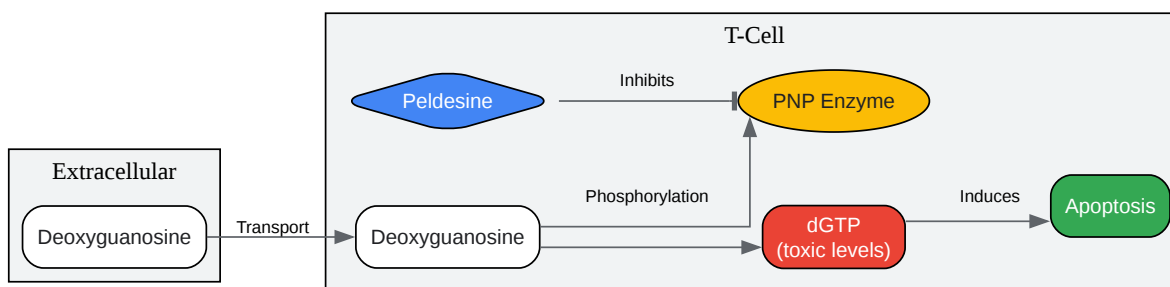 T-Cell
Inhibits
Peldesine
PNP Enzyme
Extracellular
Phosphorylation
Induces
Apoptosis
Deoxyguanosine
Transport
Deoxyguanosine
dGTP
(toxic levels)